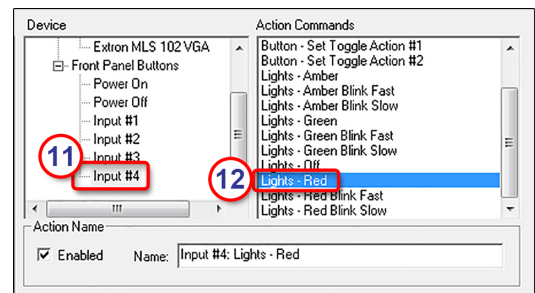 Device
Extron MLS 102 VGA
Front Panel Buttons
Power On
Power Off
Input #1
Input #2
Input #3
Input #4
11
Action Commands
Button - Set Toggle Action #1
Button - Set Toggle Action #2
Lights - Amber
Lights - Amber Blink Fast
Lights - Amber Blink Slow
Lights - Green
Lights - Green Blink Fast
Lights - Green Blink Slow
Lights - Off
12
Lights - Red
Lights - Red Blink Fast
Lights - Red Blink Slow
Action Name
Enabled Name: Input #4: Lights - Red